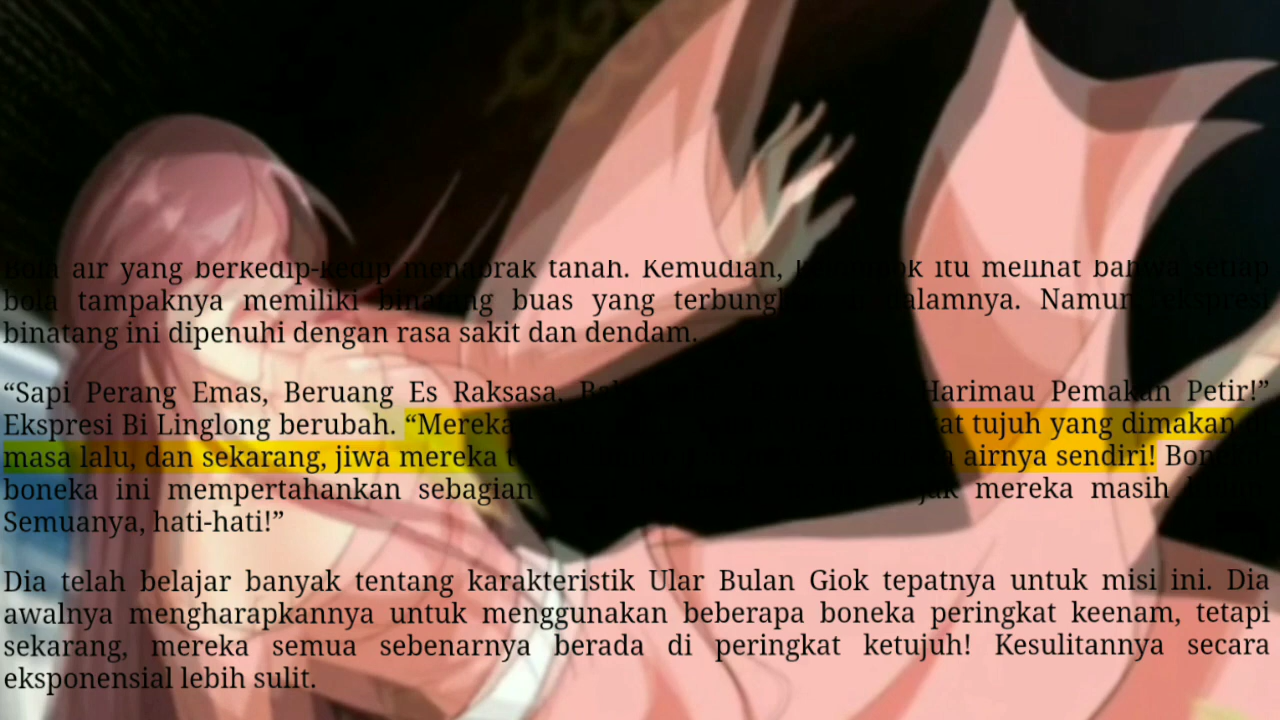 Bola air yang berkedip-kedip menabrak tanah. Kemudian, kelompok itu melihat bahwa setiap
bola tampaknya memiliki binatang buas yang terbungkus di dalamnya. Namun, ekspresi
binatang ini dipenuhi dengan rasa sakit dan dendam.
“Sapi Perang Emas, Beruang Es Raksasa, Harimau Pemakan Petir!”
Ekspresi Bi Linglong berubah. “Mereka tujuh yang dimakan di
masa lalu, dan sekarang, jiwa mereka airnya sendiri! Boneka-
boneka ini mempertahankan sebagian mereka masih hidup.
Semuanya, hati-hati!”
Dia telah belajar banyak tentang karakteristik Ular Bulan Giok tepatnya untuk misi ini. Dia
awalnya mengharapkannya untuk menggunakan beberapa boneka peringkat keenam, tetapi
sekarang, mereka semua sebenarnya berada di peringkat ketujuh! Kesulitannya secara
eksponensial lebih sulit.